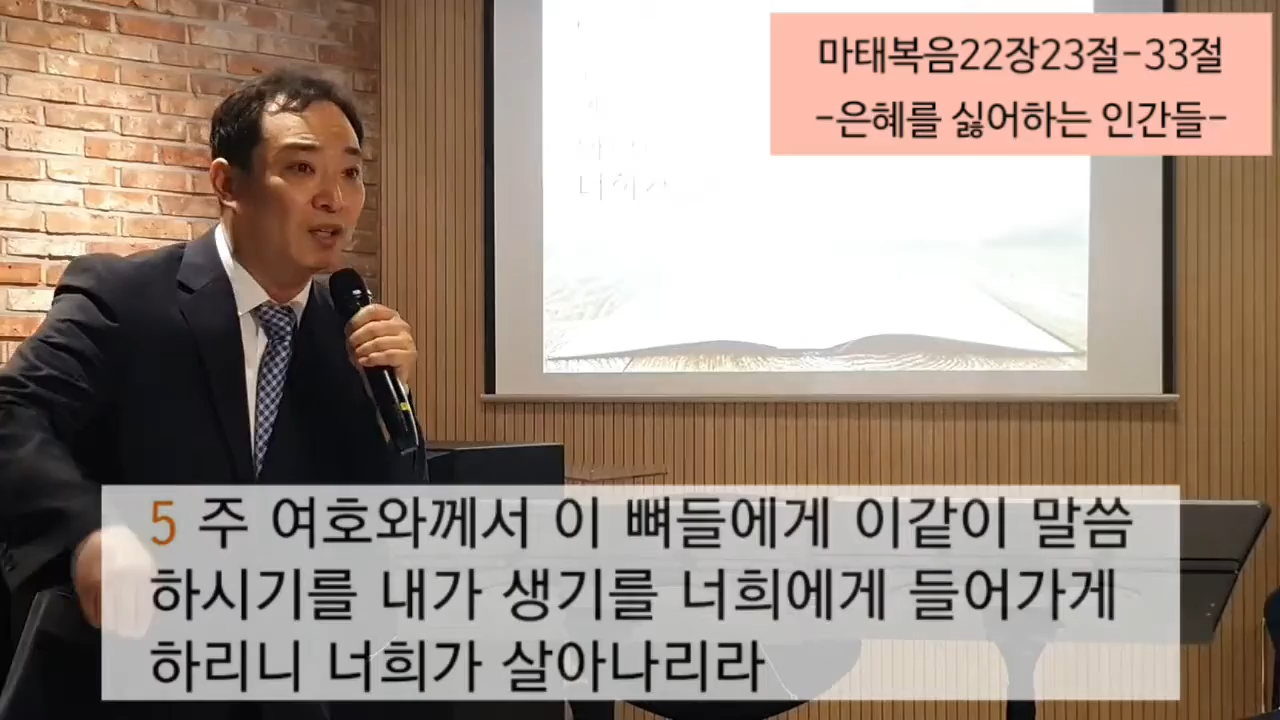 마태복음22장23절-33절
-은혜를 싫어하는 인간들-
너희가
5 주 여호와께서 이 뼈들에게 이같이 말씀
하시기를 내가 생기를 너희에게 들어가게
하리니 너희가 살아나리라